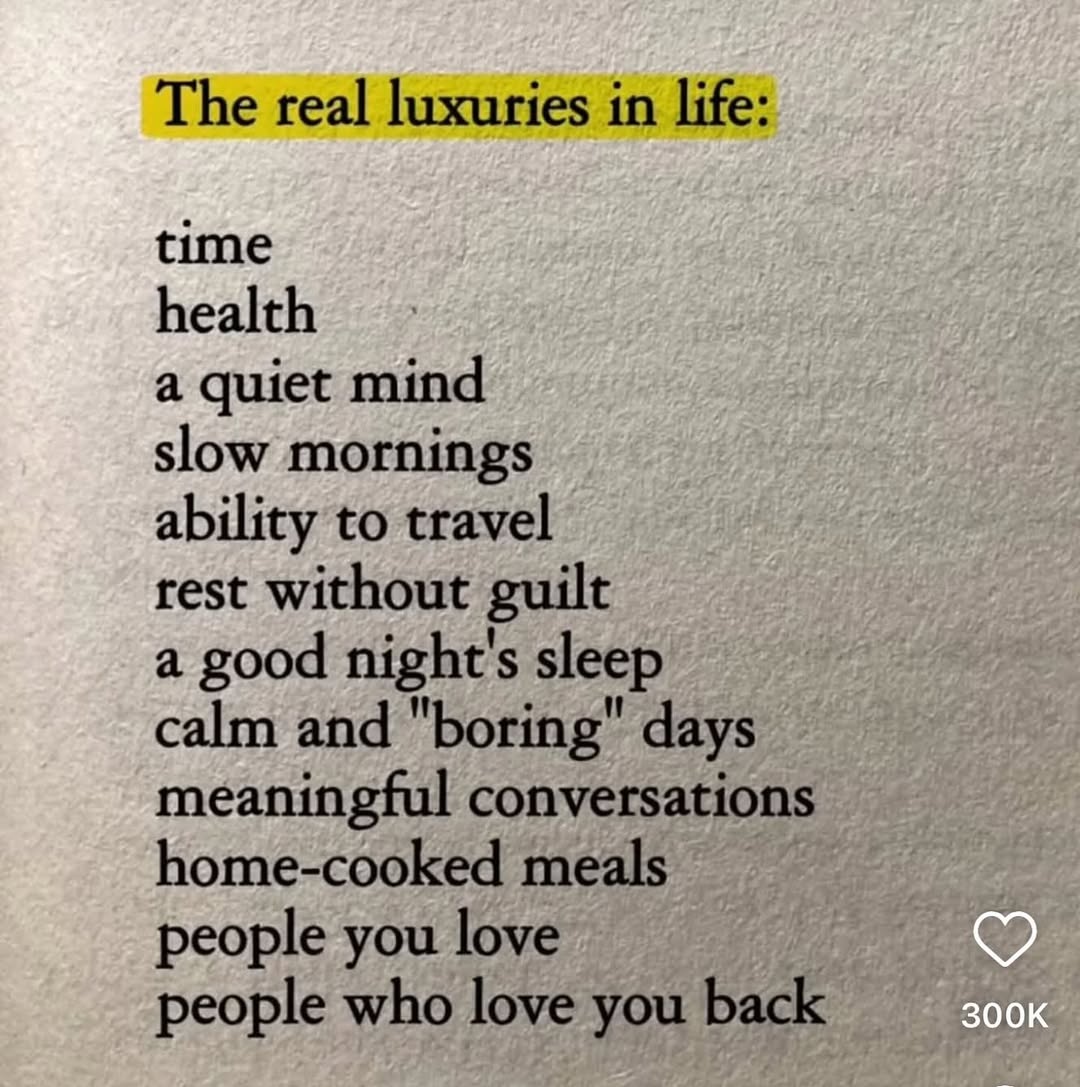 The real luxuries in life:
time
health
a quiet mind
slow mornings
ability to travel
rest without guilt
a good night's sleep
calm and "boring" days
meaningful conversations
home-cooked meals
people you love
people who love you back
300K